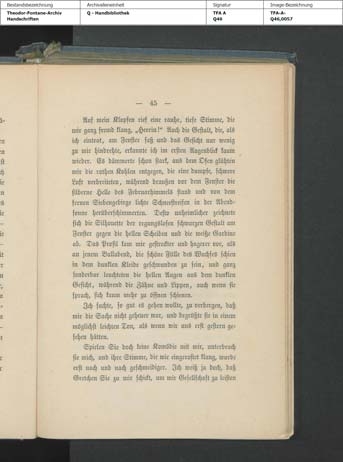 Bestandsbezeichnung
Theodor-Fontane-Archiv
Handschriften
Archivalieneinheit
Q - Handbibliothek
Signatur
TFA A
Q46
Image-Bezeichnung
TFA-A-
Q46,0057
— 45 —
Auf mein Klopfen rief eine rauhe, tiefe Stimme, die
mir ganz fremd klang, „Herein!“ Auch die Gestalt, die, als
ich eintrat, am Fenster saß und das Gesicht nur wenig
zu mir hindrehte, erkannte ich im ersten Augenblick kaum
wieder. Es dämmerte schon stark, aus dem Ofen glühten
mir die rothen Kohlen entgegen, die eine dumpfe, schwere
Luft verbreiteten, während draußen vor dem Fenster die
silberne Helle des Februarhimmels stand und von dem
fernen Siebengebirge lichte Schneestreifen in der Abend-
sonne herüberschimmerten. Desto unheimlicher zeichnete
sich die Silhouette der regungslosen schwarzen Gestalt am
Fenster gegen die hellen Scheiben und die weiße Gardine
ab. Das Profil kam mir gestreckter und hagerer vor, als
an jenem Ballabend, die schöne Fülle des Wuchses schien
in dem dunklen Kleide geschwunden zu sein, und ganz
sonderbar leuchteten die hellen Augen aus dem dunklen
Gesicht, während die Zähne und Lippen, auch wenn sie
sprach, sich kaum mehr zu öffnen schienen.
Ich suchte, so gut es gehen wollte, zu verbergen, daß
mir die Sache nicht geheuer war, und begrüßte sie in einem
möglichst leichten Ton, als wenn wir uns erst gestern ge-
sehen hätten.
Spielen Sie doch keine Komödie mit mir, unterbrach
sie mich, und ihre Stimme, die wie eingerostet klang, wurde
erst nach und nach geschmeidiger. Ich weiß ja doch, daß
Gretchen Sie zu mir schickt, um mir Gesellschaft zu leisten